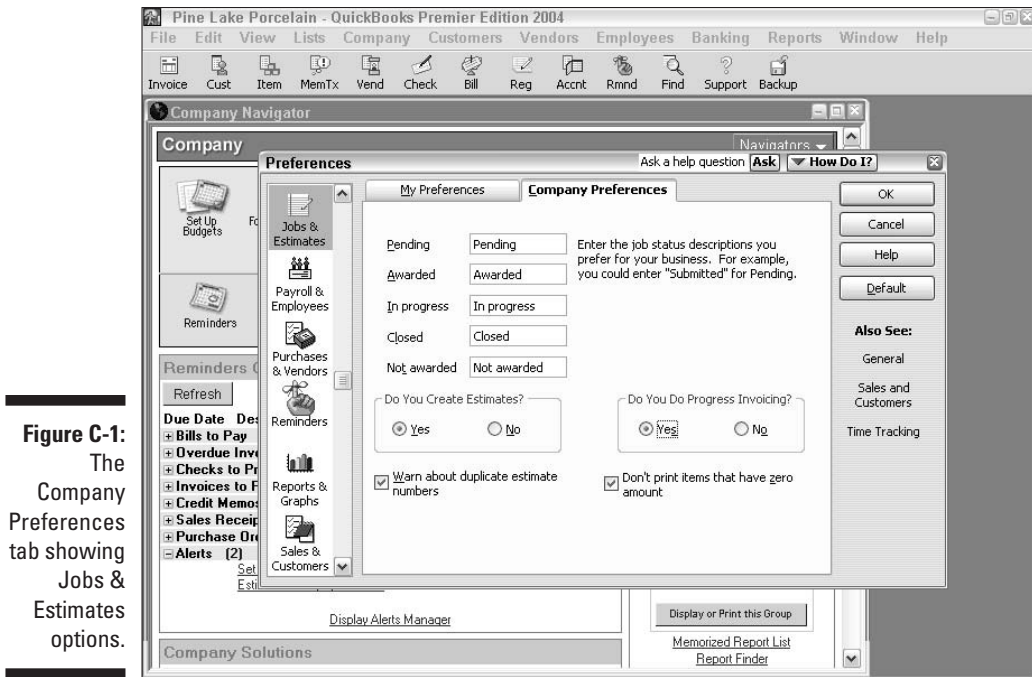 Pine Lake Porcelain - QuickBooks Premier Edition 2004
File Edit View Lists Company Customers Vendors Employees Banking Reports Window Help
Invoice Cust Item MemTx Vend Check Bill Reg Accnt Rmnd Find Support Backup
Company Navigator
Company
Navigators
Set Up
Budgets
Reminders
Reminders
Refresh
Due Date
Bills to Pay
Overdue
Checks to
Invoices to
Credit
Sales
Purchase
Alerts (2)
Set
Display Alerts Manager
Company Solutions
Display or Print this Group
Memorized Report List
Report Finder
Preferences
Ask a help question Ask How Do I?
Jobs &
Estimates
Payroll &
Employees
Purchases
& Vendors
Reminders
Reports &
Graphs
Sales &
Customers
My Preferences Company Preferences
Pending Pending
Awarded Awarded
In progress In progress
Closed Closed
Not awarded Not awarded
Enter the job status descriptions you
prefer for your business. For example,
you could enter "Submitted" for Pending.
Do You Create Estimates?
Yes No
Warn about duplicate estimate
numbers
Do You Do Progress Invoicing?
Yes No
Don't print items that have zero
amount
OK
Cancel
Help
Default
Also See:
General
Sales and
Customers
Time Tracking
Figure C-1:
The
Company
Preferences
tab showing
Jobs &
Estimates
options.